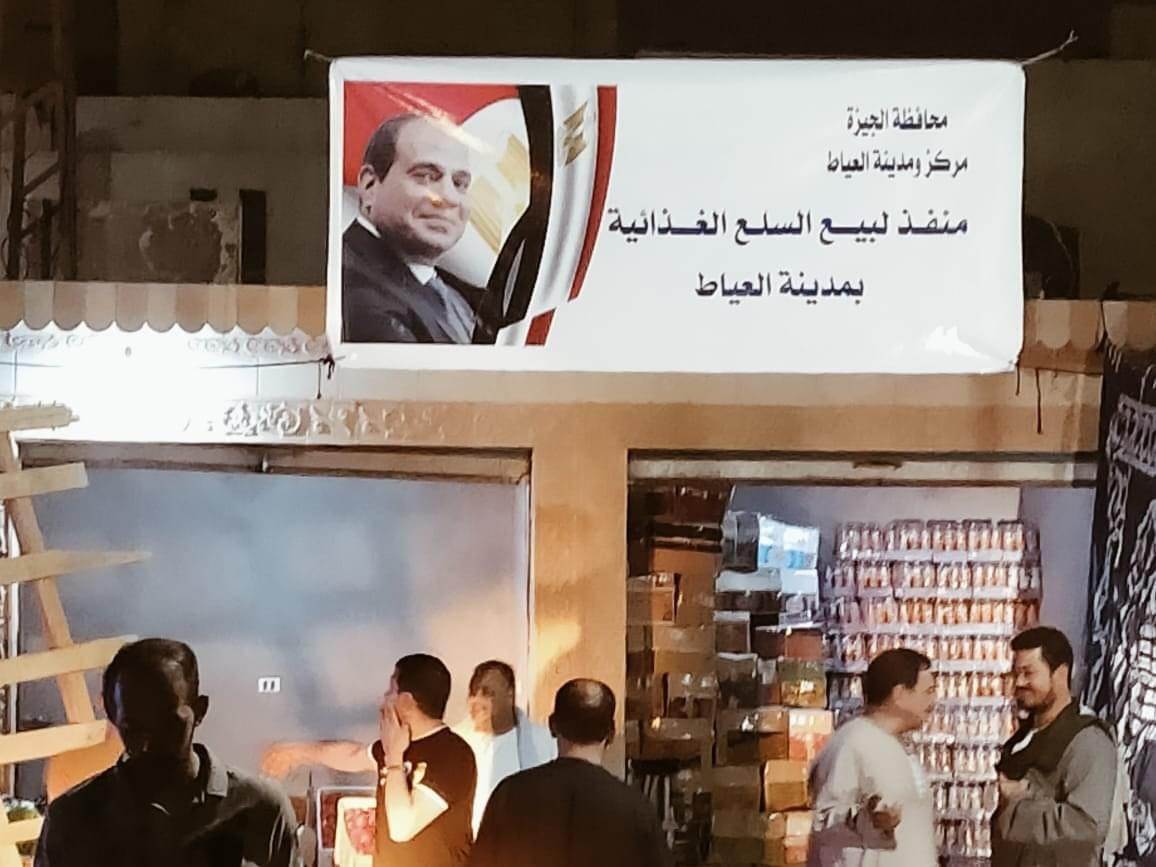 محافظة الجيزة
مركز ومدينة العياط
منفذ لبيع السلع الغذائية
بمدينة العياط